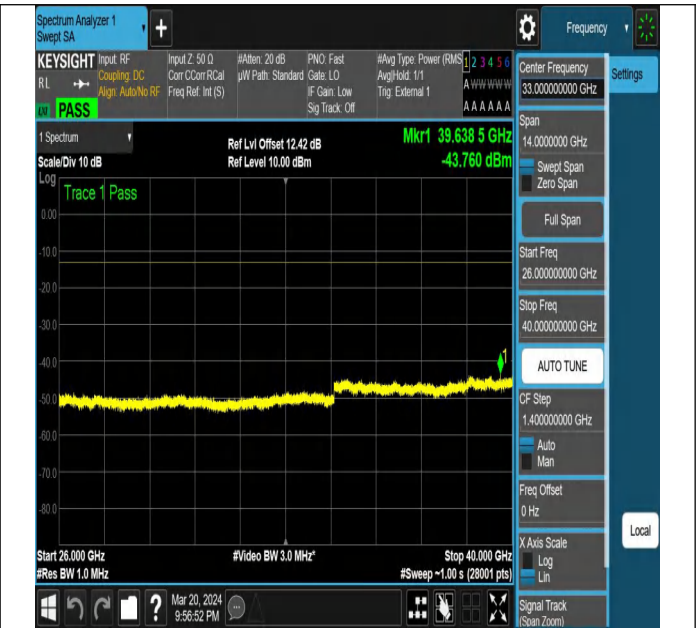 Spectrum Analyzer 1
Swept SA
+
Frequency
KEYSIGHT
RL
PASS
Input: RF
Coupling: DC
Align: Auto/No RF
Input Z: 50 Ω
Corr CCorr RCal
Freq Ref: Int (S)
#Atten: 20 dB
µW Path: Standard
PNO: Fast
Gate: LO
IF Gain: Low
Sig Track: Off
#Avg Type: Power (RMS
Avg|Hold: 1/1
Trig: External 1
1 2 3 4 5 6
A W W W W W
A A A A A A
Center Frequency
33.000000000 GHz
Settings
Span
14.0000000 GHz
Swept Span
Zero Span
Full Span
Start Freq
26.000000000 GHz
Stop Freq
40.000000000 GHz
AUTO TUNE
CF Step
1.400000000 GHz
Auto
Man
Freq Offset
0 Hz
X Axis Scale
Log
Lin
Signal Track
(Span Zoom)
Local
1 Spectrum
Scale/Div 10 dB
Ref Lvl Offset 12.42 dB
Ref Level 10.00 dBm
Mkr1 39.638 5 GHz
-43.760 dBm
Log
Trace 1 Pass
0.00
-10.0
-20.0
-30.0
-40.0
-50.0
-60.0
-70.0
-80.0
1
Start 26.000 GHz
#Res BW 1.0 MHz
#Video BW 3.0 MHz*
Stop 40.000 GHz
#Sweep ~1.00 s (28001 pts)
?
Mar 20, 2024
9:56:52 PM